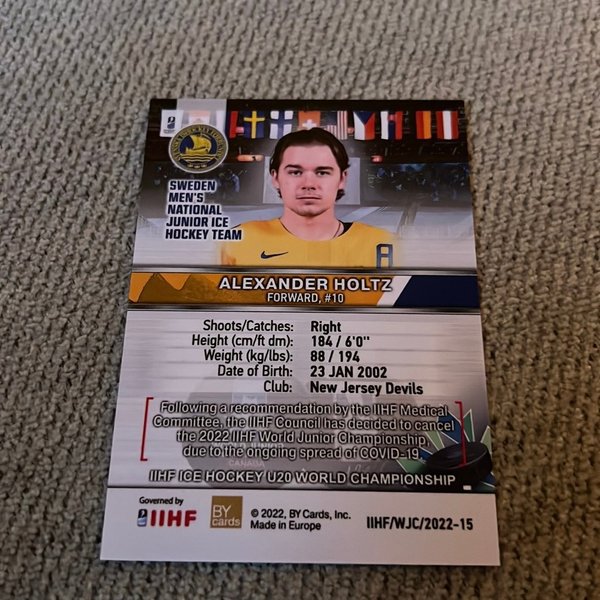 SWEDEN
MEN'S
NATIONAL
JUNIOR ICE
HOCKEY TEAM
A
ALEXANDER HOLTZ
FORWARD, #10
Shoots/Catches: Right
Height (cm/ft dm): 184 / 6'0"
Weight (kg/lbs): 88 / 194
Date of Birth: 23 JAN 2002
Club: New Jersey Devils
Following a recommendation by the IIHF Medical
Committee, the IIHF Council has decided to cancel
the 2022 IIHF World Junior Championship,
due to the ongoing spread of COVID-19.
CANADA
IIHF ICE HOCKEY U20 WORLD CHAMPIONSHIP
Governed by
IIHF
BY
cards
© 2022, BY Cards, Inc.
Made in Europe
IIHF/WJC/2022-15